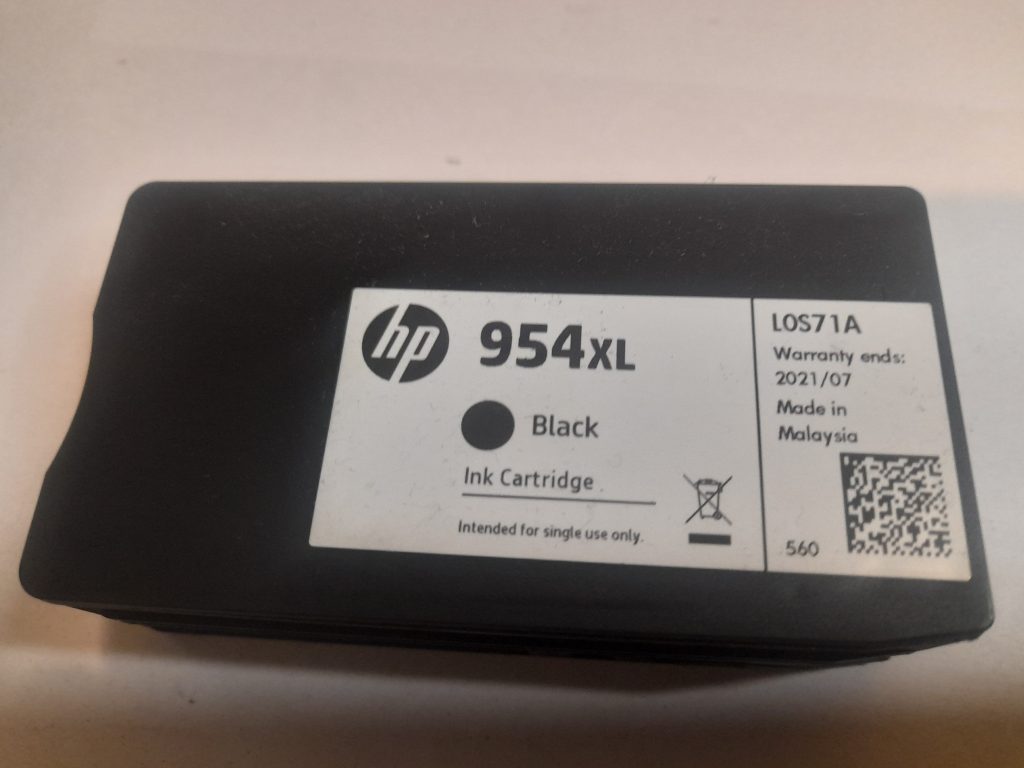 hp
954XL
Black
Ink Cartridge
Intended for single use only.
L0S71A
Warranty ends:
2021/07
Made in
Malaysia
560